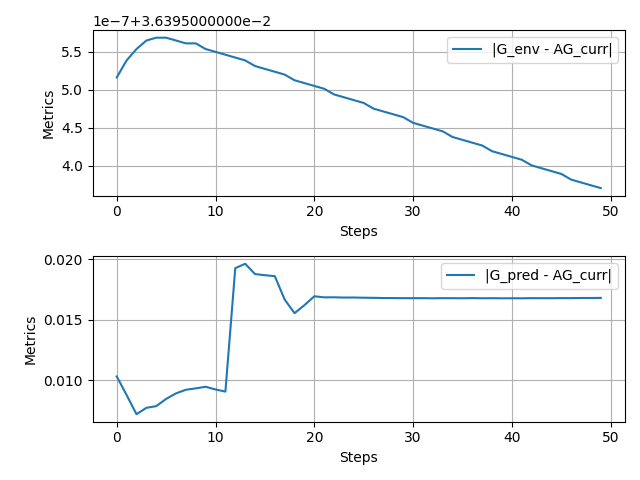 1e-7+3.6395000000e-2
5.5
5.0
4.5
4.0
Metrics
|G_env - AG_curr|
0 10 20 30 40 50
Steps
0.020
0.015
0.010
Metrics
|G_pred - AG_curr|
0 10 20 30 40 50
Steps